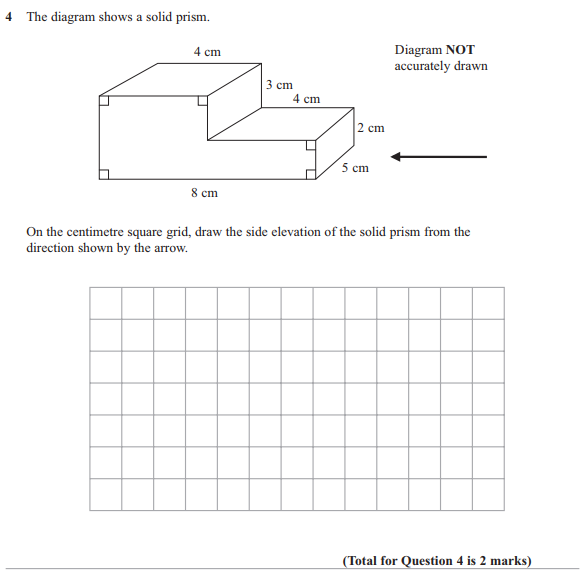 4 The diagram shows a solid prism.
4 cm
Diagram NOT
accurately drawn
3 cm
4 cm
2 cm
5 cm
8 cm
On the centimetre square grid, draw the side elevation of the solid prism from the
direction shown by the arrow.
(Total for Question 4 is 2 marks)